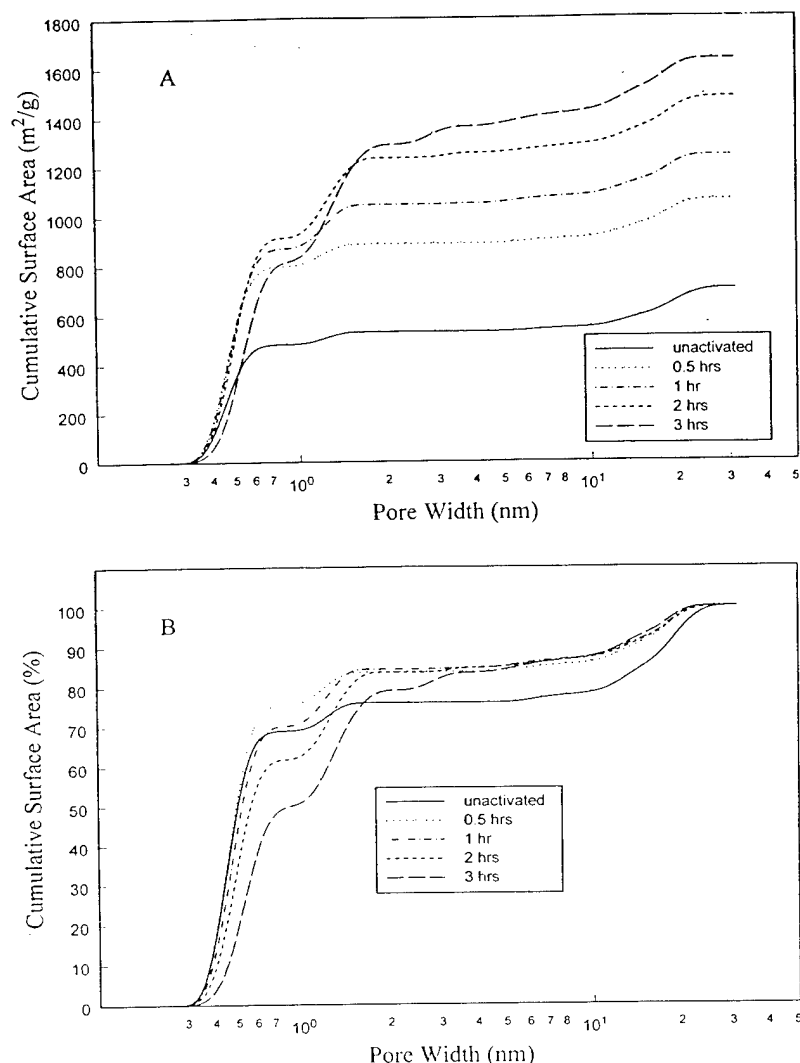 A
Cumulative Surface Area (m²/g)
1800
1600
1400
1200
1000
800
600
400
200
0
unactivated
0.5 hrs
1 hr
2 hrs
3 hrs
3 4 5 6 7 10⁰ 2 3 4 5 6 7 8 10¹ 2 3 4 5
Pore Width (nm)
B
Cumulative Surface Area (%)
100
90
80
70
60
50
40
30
20
10
0
unactivated
0.5 hrs
1 hr
2 hrs
3 hrs
3 4 5 6 7 10⁰ 2 3 4 5 6 7 8 10¹ 2 3 4 5
Pore Width (nm)